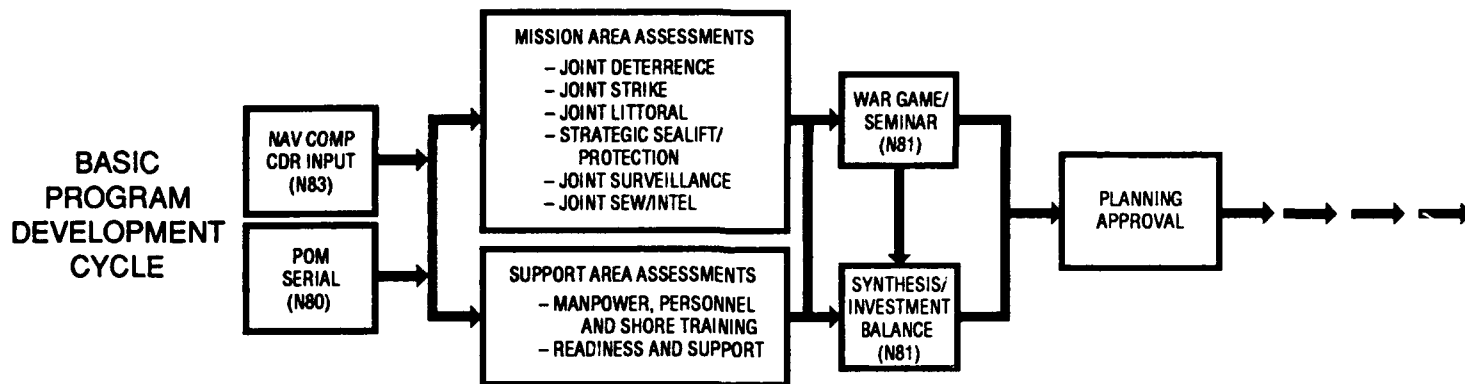 BASIC
PROGRAM
DEVELOPMENT
CYCLE
NAV COMP
CDR INPUT
(N83)
POM
SERIAL
(N80)
MISSION AREA ASSESSMENTS
– JOINT DETERRENCE
– JOINT STRIKE
– JOINT LITTORAL
– STRATEGIC SEALIFT/
PROTECTION
– JOINT SURVEILLANCE
– JOINT SEW/INTEL
SUPPORT AREA ASSESSMENTS
– MANPOWER, PERSONNEL
AND SHORE TRAINING
– READINESS AND SUPPORT
WAR GAME/
SEMINAR
(N81)
SYNTHESIS/
INVESTMENT
BALANCE
(N81)
PLANNING
APPROVAL